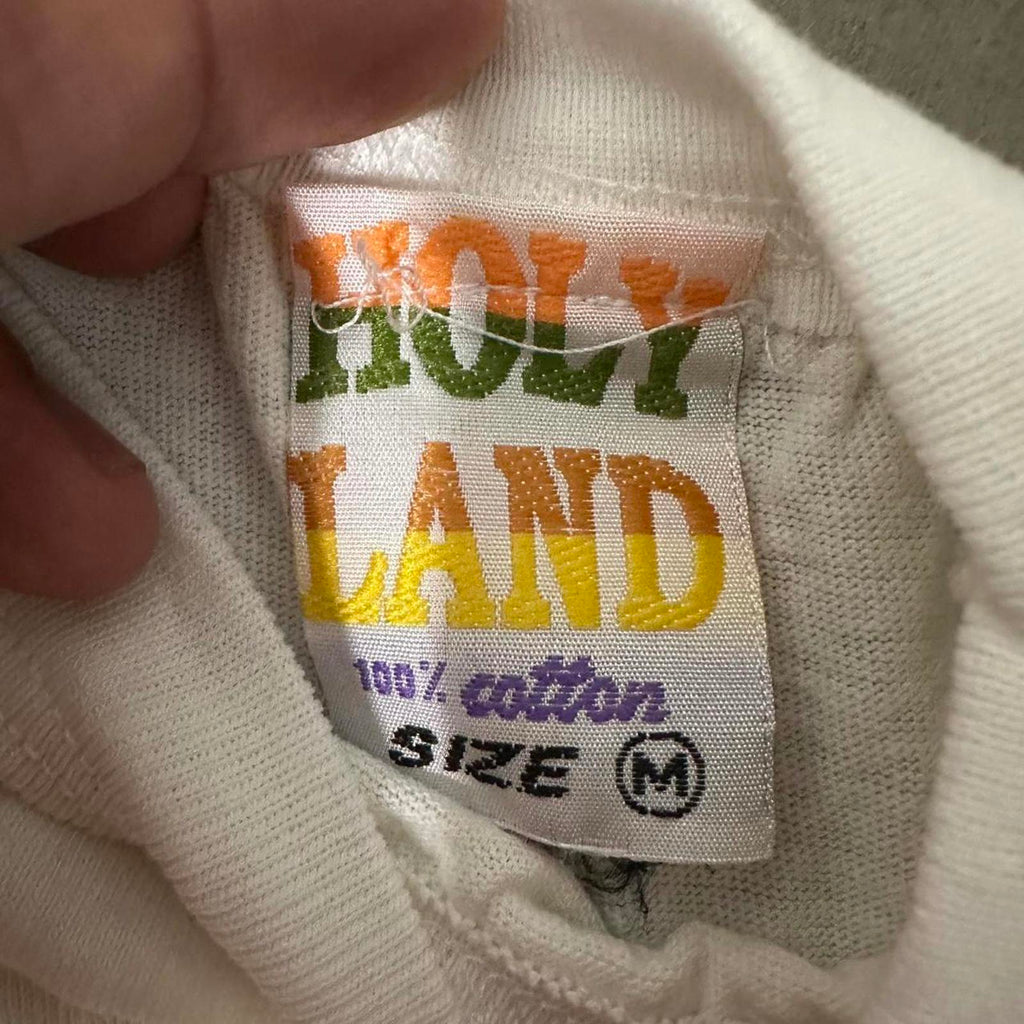 HOLY
LAND
100% cotton
SIZE M